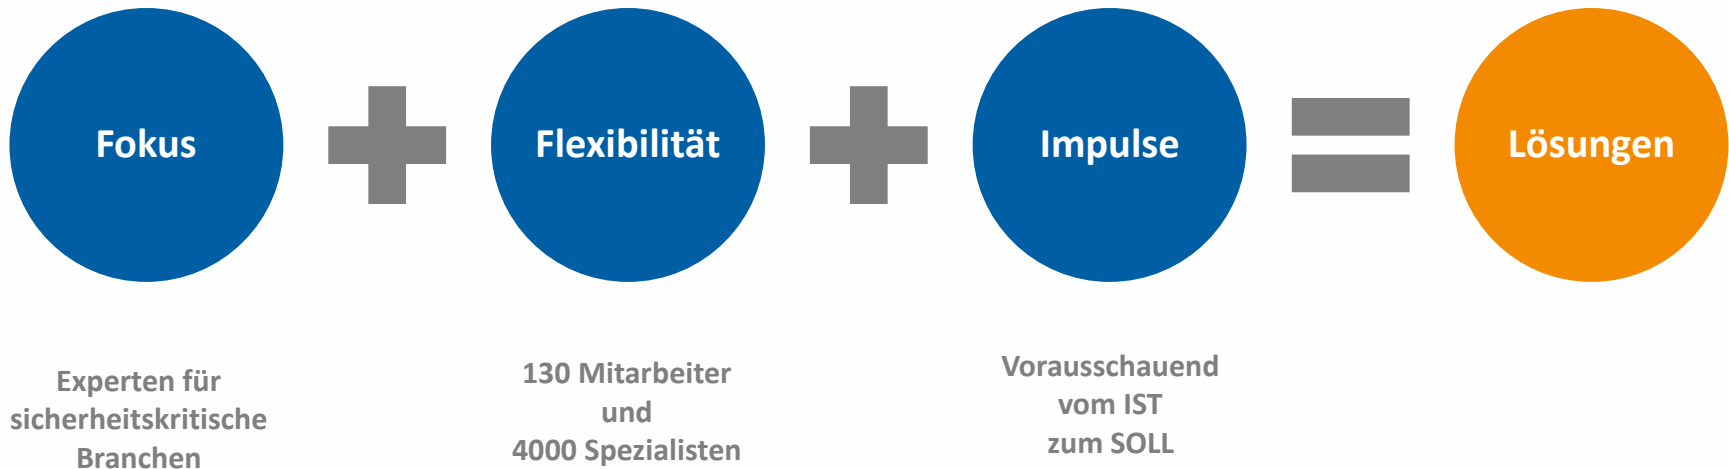 Fokus
Flexibilität
Impulse
Lösungen
Experten für
sicherheitskritische
Branchen
130 Mitarbeiter
und
4000 Spezialisten
Vorausschauend
vom IST
zum SOLL